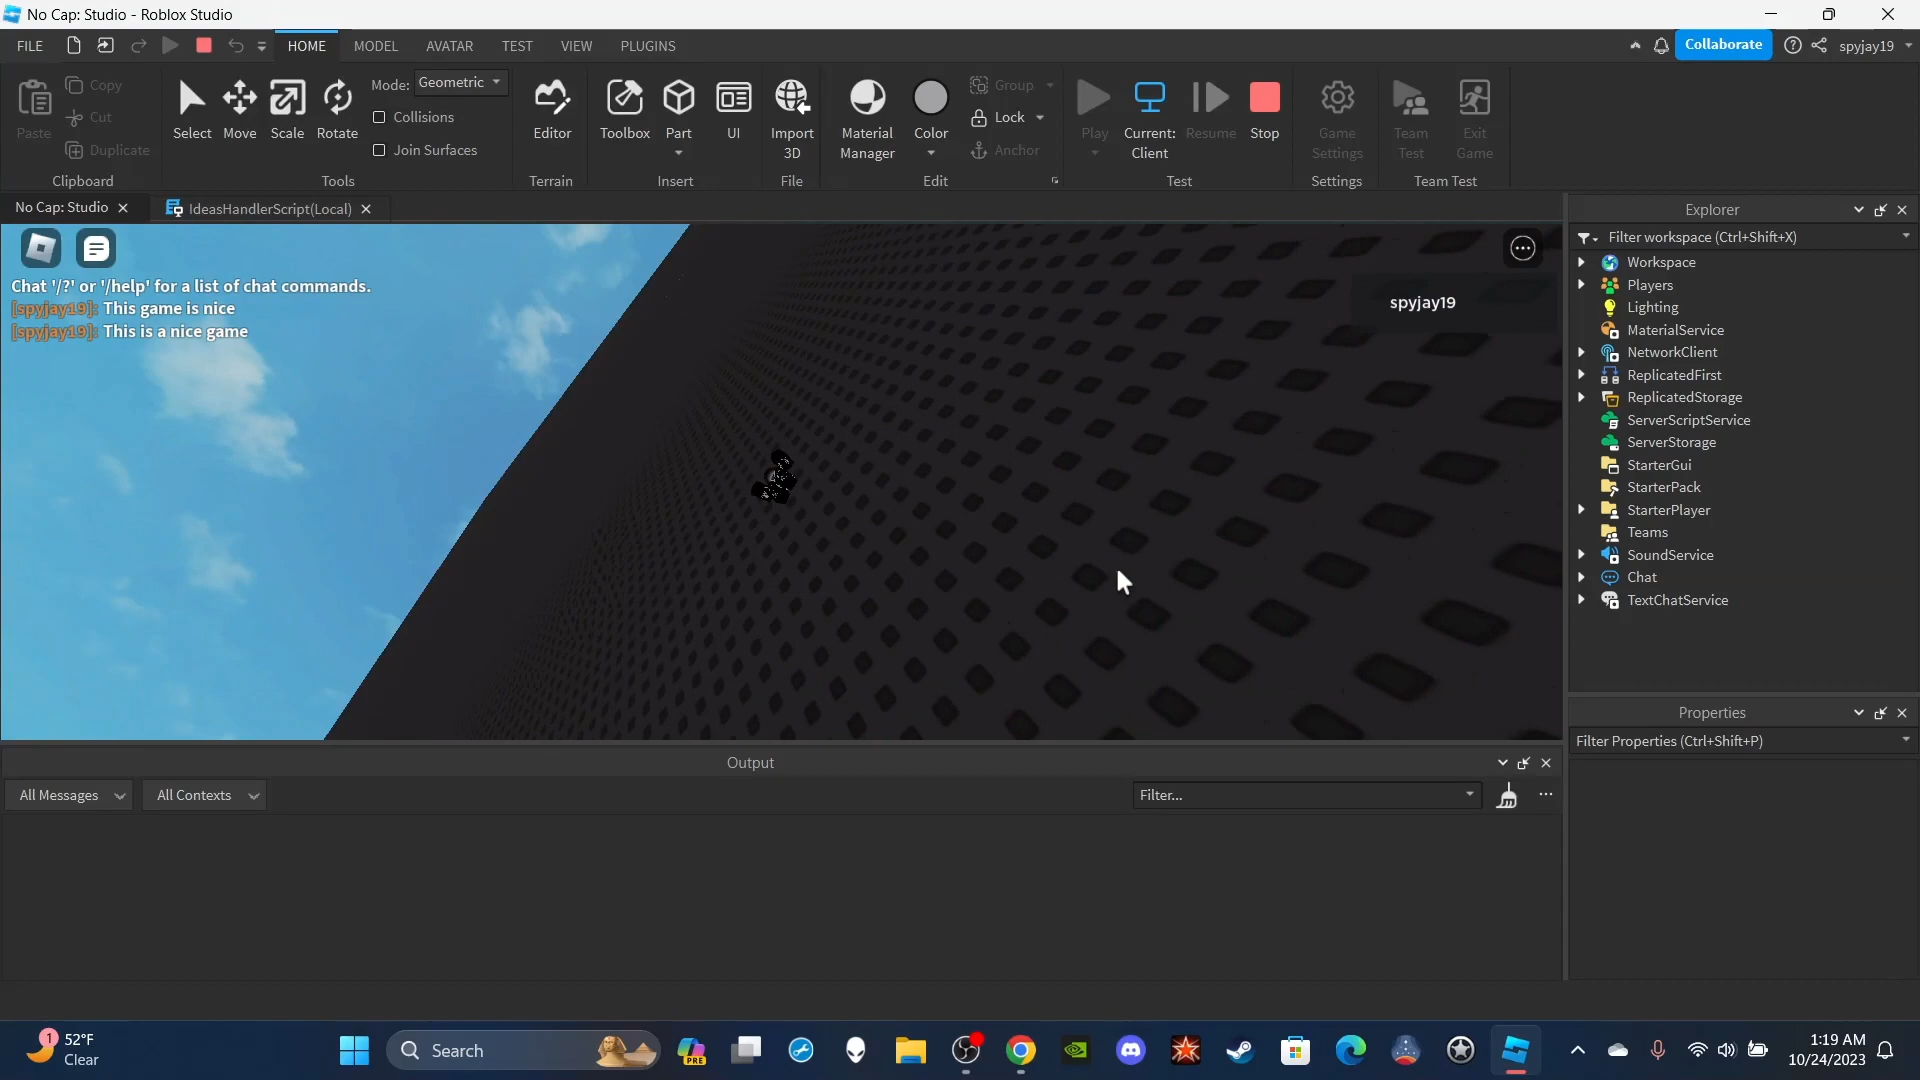 No Cap: Studio - Roblox Studio
FILE
HOME
MODEL
AVATAR
TEST
VIEW
PLUGINS
Collaborate
spyjay19
Paste
Copy
Cut
Duplicate
Clipboard
Select
Move
Scale
Rotate
Mode: Geometric
Collisions
Join Surfaces
Tools
Editor
Terrain
Toolbox
Part
UI
Insert
Import
3D
File
Material
Manager
Color
Group
Lock
Anchor
Edit
Play
Current:
Client
Resume
Stop
Test
Game
Settings
Settings
Team
Test
Exit
Game
Team Test
No Cap: Studio
IdeasHandlerScript(Local)
Chat '/?' or '/help' for a list of chat commands.
[spyjay19]: This game is nice
[spyjay19]: This is a nice game
spyjay19
Explorer
Filter workspace (Ctrl+Shift+X)
Workspace
Players
Lighting
MaterialService
NetworkClient
ReplicatedFirst
ReplicatedStorage
ServerScriptService
ServerStorage
StarterGui
StarterPack
StarterPlayer
Teams
SoundService
Chat
TextChatService
Properties
Filter Properties (Ctrl+Shift+P)
Output
All Messages
All Contexts
Filter...
1
52°F
Clear
Search
PRE
1:19 AM
10/24/2023